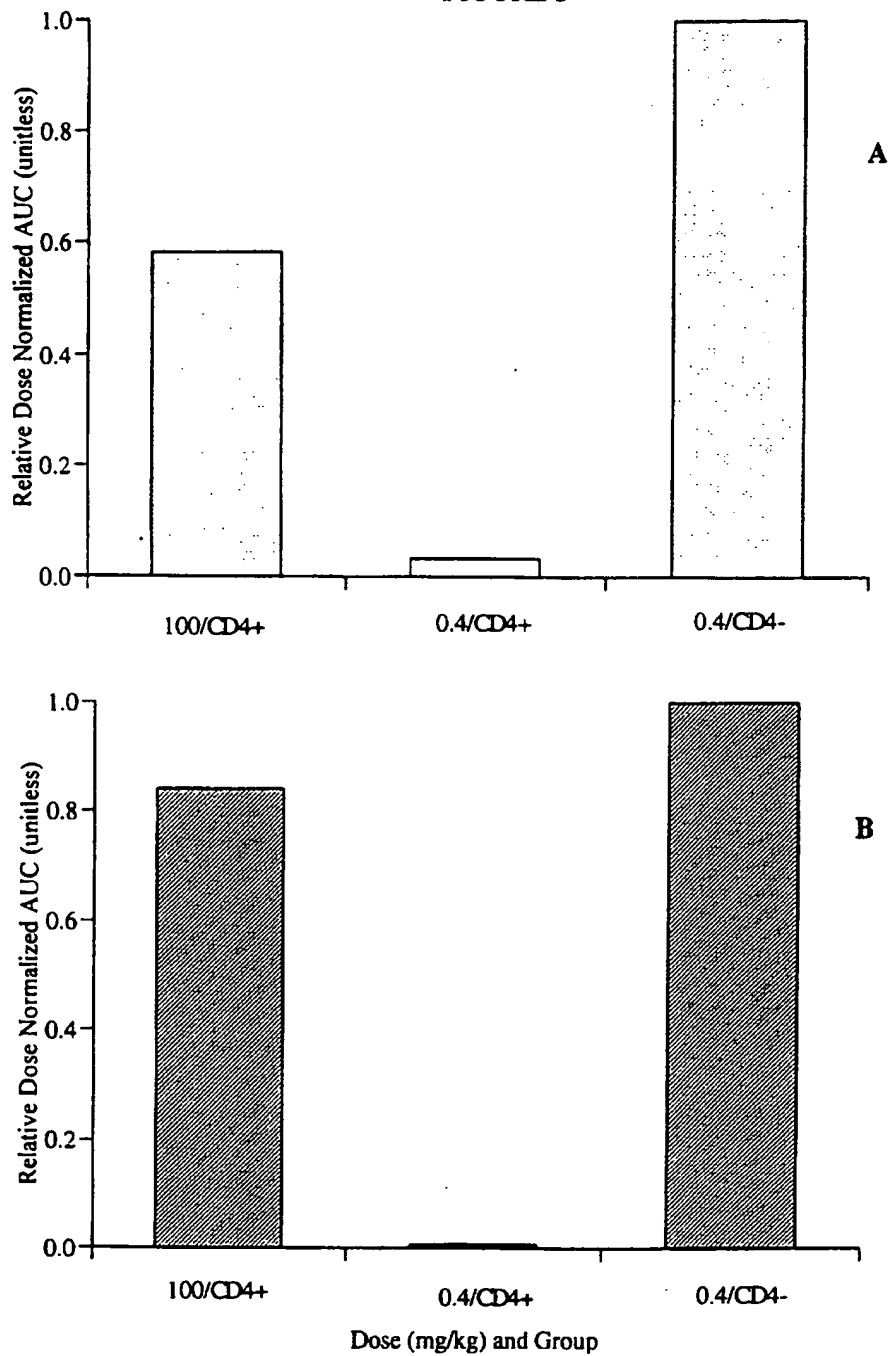 1.0
0.8
0.6
0.4
0.2
0.0
Relative Dose Normalized AUC (unitless)
A
100/CD4+
0.4/CD4+
0.4/CD4-
1.0
0.8
0.6
0.4
0.2
0.0
Relative Dose Normalized AUC (unitless)
B
100/CD4+
0.4/CD4+
0.4/CD4-
Dose (mg/kg) and Group